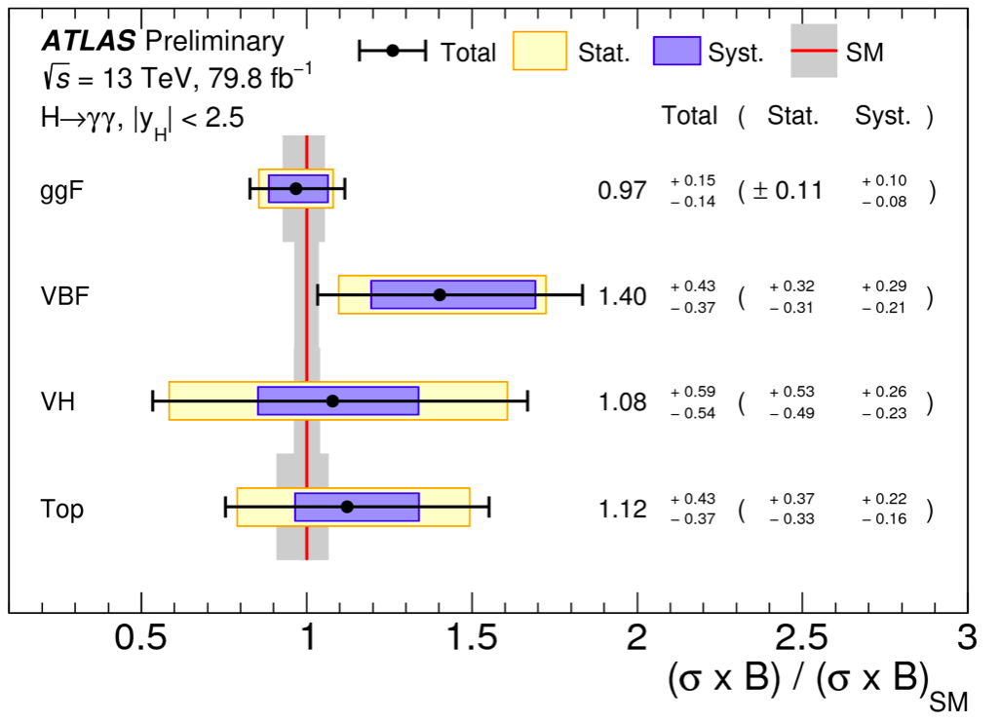 ATLAS Preliminary
Total Stat. Syst. SM
√s = 13 TeV, 79.8 fb⁻¹
H→γγ, |y_H| < 2.5
Total ( Stat. Syst. )
ggF 0.97 + 0.15 − 0.14 ( ± 0.11 + 0.10 − 0.08 )
VBF 1.40 + 0.43 − 0.37 ( + 0.32 − 0.31 + 0.29 − 0.21 )
VH 1.08 + 0.59 − 0.54 ( + 0.53 − 0.49 + 0.26 − 0.23 )
Top 1.12 + 0.43 − 0.37 ( + 0.37 − 0.33 + 0.22 − 0.16 )
0.5 1 1.5 2 2.5 3
(σ x B) / (σ x B)_SM